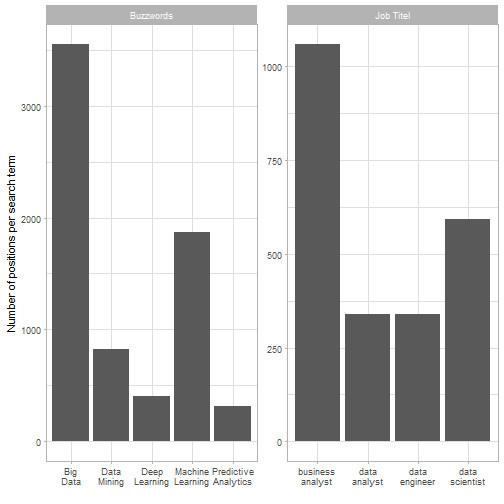 Buzzwords
Job Titel
Number of positions per search term
3000
2000
1000
0
1000
750
500
250
0
Big
Data
Data
Mining
Deep
Learning
Machine
Learning
Predictive
Analytics
business
analyst
data
analyst
data
engineer
data
scientist